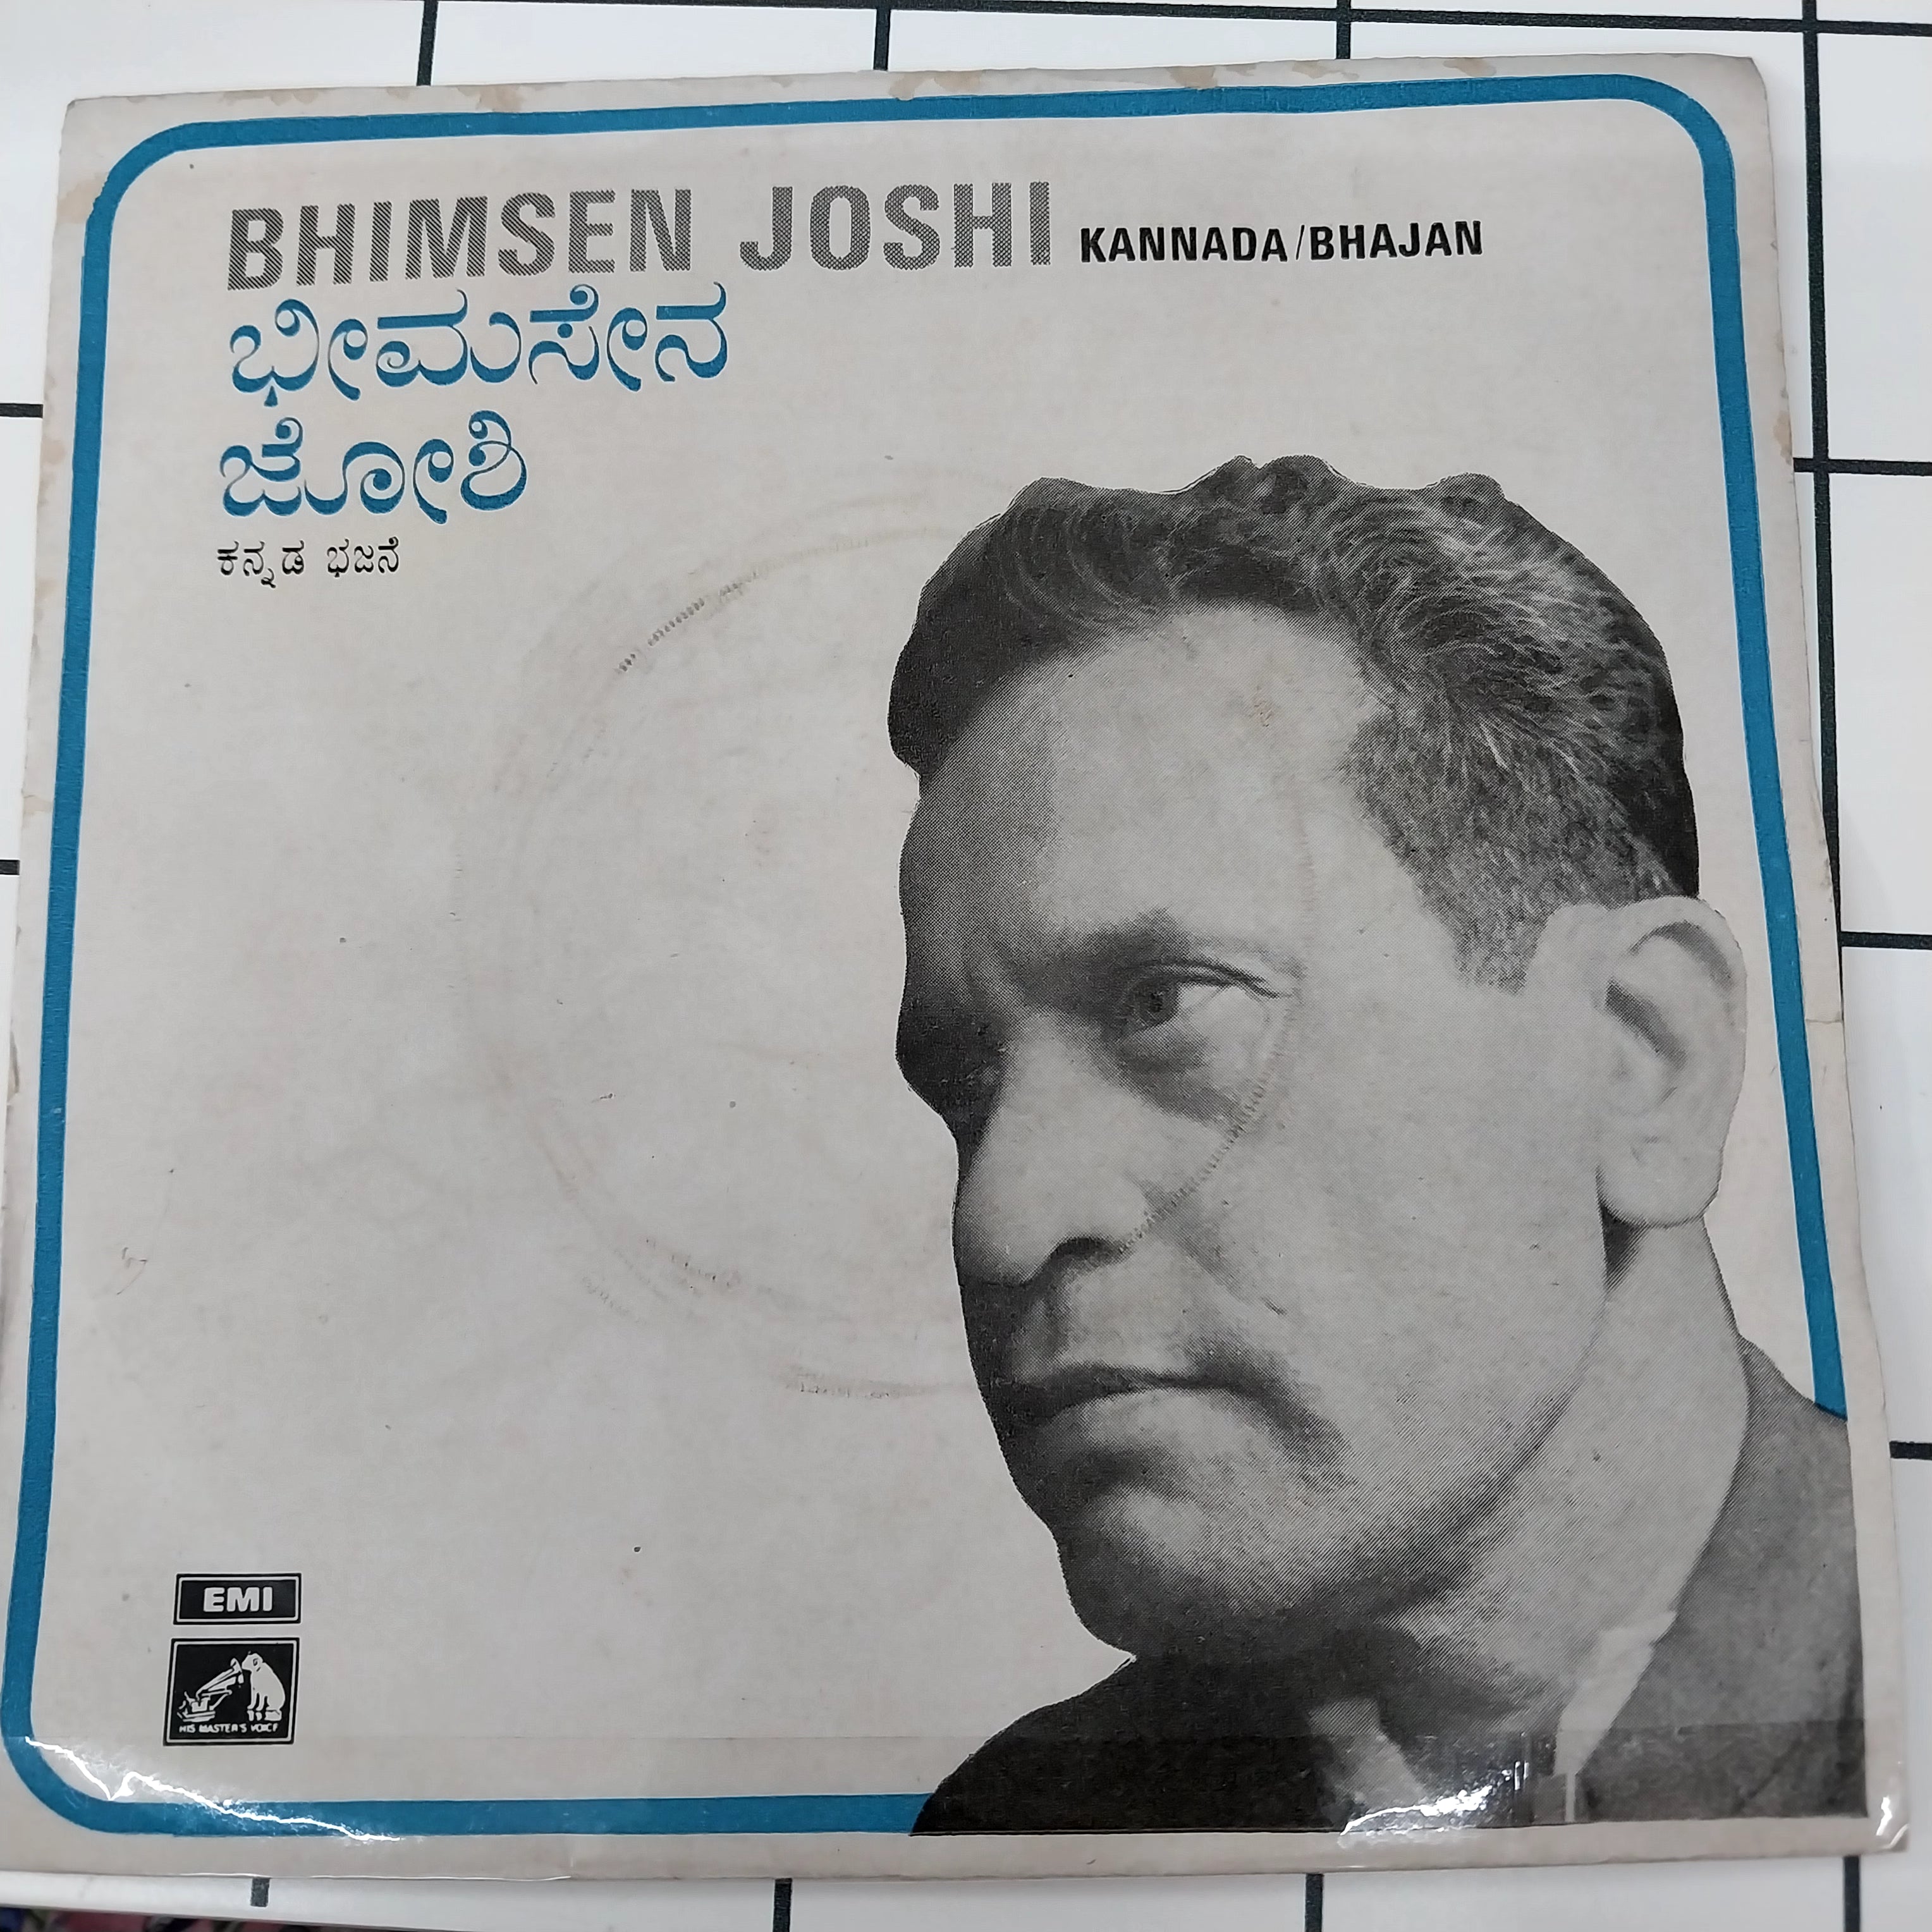 BHIMSEN JOSHI KANNADA/BHAJAN
ಭೀಮಸೇನ
ಜೋಶಿ
ಕನ್ನಡ ಭಜನೆ
EMI
HIS MASTER'S VOICE